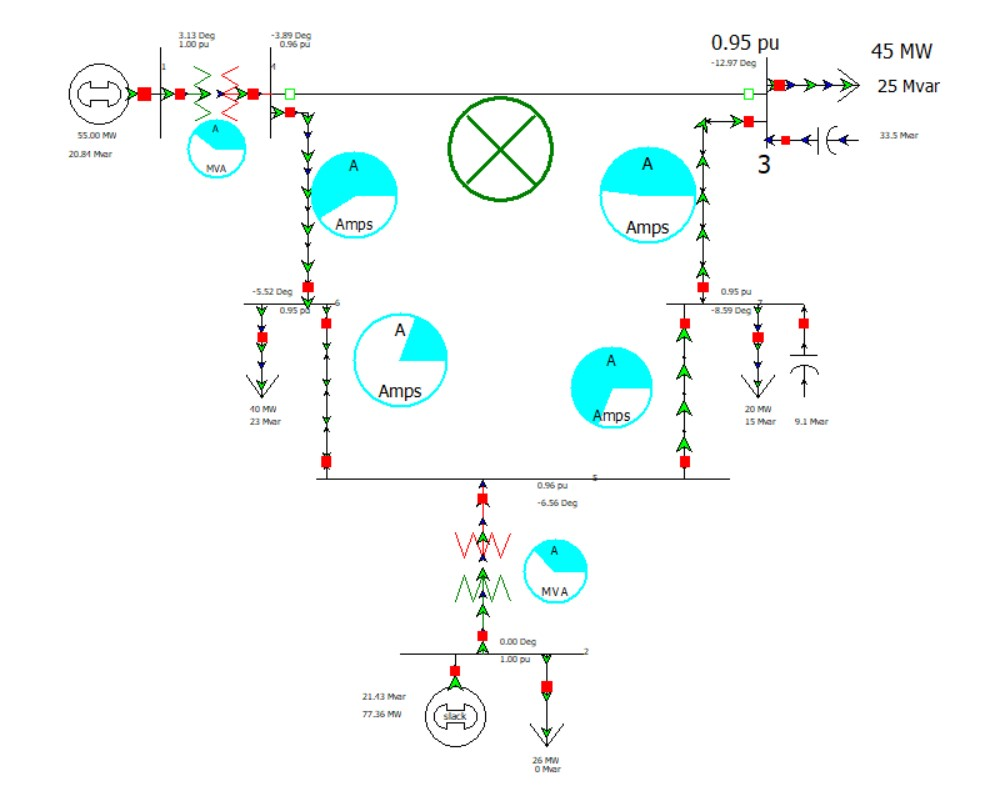 3.13 Deg
1.00 pu
-3.89 Deg
0.96 pu
0.95 pu
-12.97 Deg
45 MW
25 Mvar
1
4
55.00 MW
20.84 Mvar
A
MVA
33.5 Mvar
3
A
Amps
A
Amps
-5.52 Deg
0.95 pu
6
0.95 pu
-8.59 Deg
7
A
Amps
A
Amps
40 MW
23 Mvar
20 MW
15 Mvar
9.1 Mvar
0.96 pu
5
-6.56 Deg
A
MVA
0.00 Deg
1.00 pu
2
21.43 Mvar
77.36 MW
slack
26 MW
0 Mvar